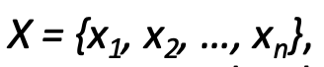 X = {x₁, x₂, ..., xₙ},